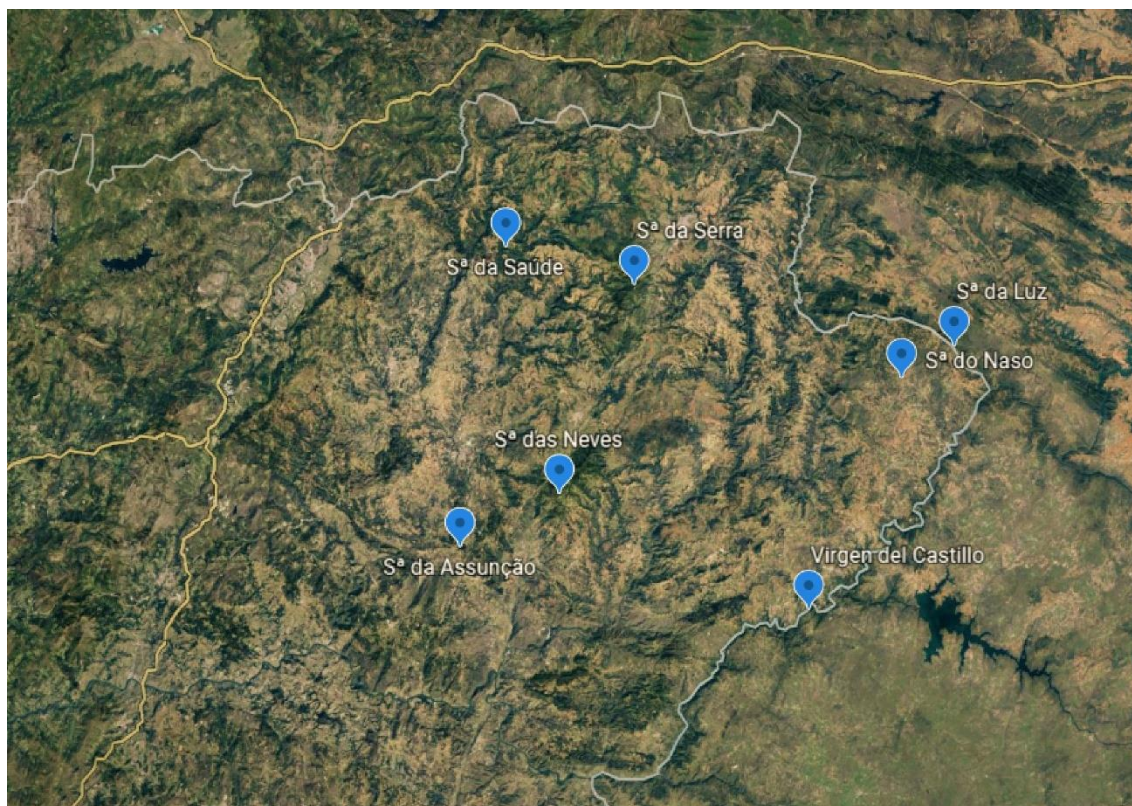 Sª da Serra
Sª da Saúde
Sª da Luz
Sª do Naso
Sª das Neves
Virgen del Castillo
Sª da Assunção